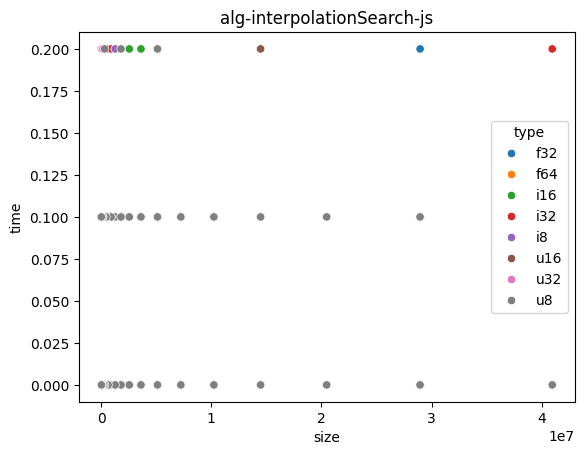 alg-interpolationSearch-js
0.200
0.175
0.150
0.125
0.100
0.075
0.050
0.025
0.000
time
type
f32
f64
i16
i32
i8
u16
u32
u8
0
1
2
3
4
1e7
size